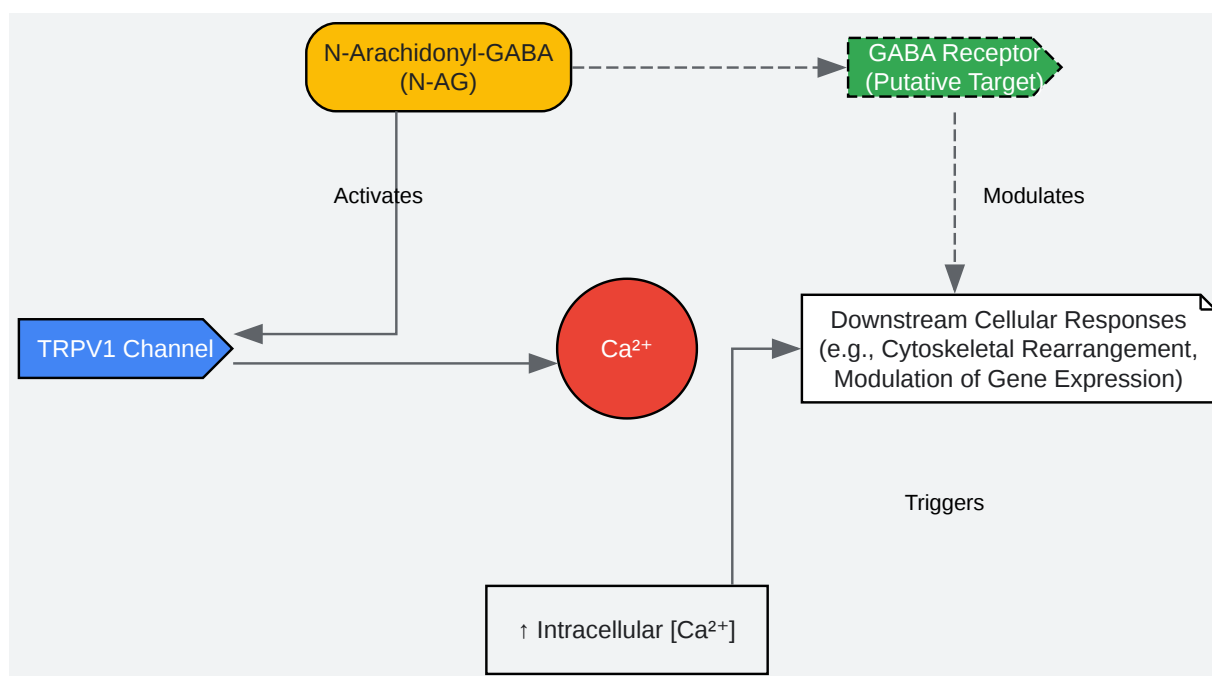 N-Arachidonyl-GABA
(N-AG)
GABA Receptor
(Putative Target)
Activates
Modulates
TRPV1 Channel
Ca²⁺
Downstream Cellular Responses
(e.g., Cytoskeletal Rearrangement,
Modulation of Gene Expression)
Triggers
↑ Intracellular [Ca²⁺]